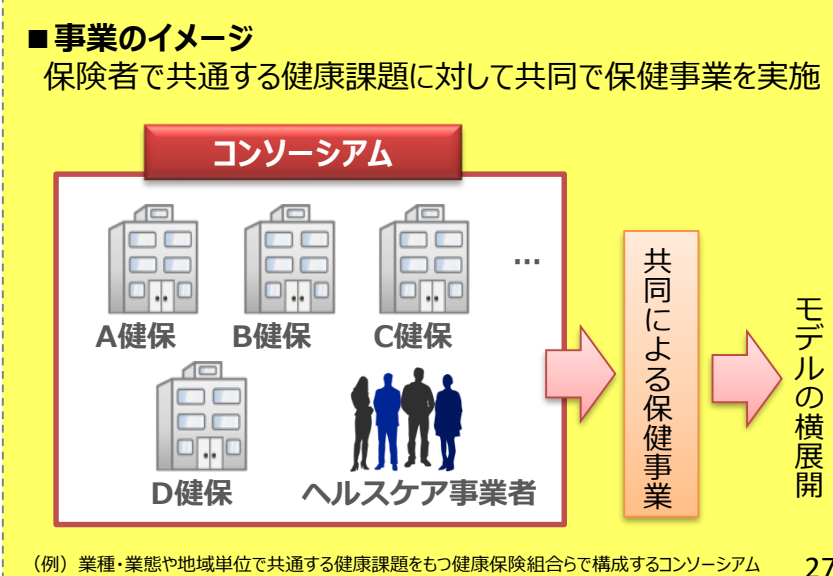 ■事業のイメージ
保険者で共通する健康課題に対して共同で保健事業を実施
コンソーシアム
A健保
B健保
C健保
…
D健保
ヘルスケア事業者
共同による保健事業
モデルの横展開
（例）業種・業態や地域単位で共通する健康課題をもつ健康保険組合らで構成するコンソーシアム
27